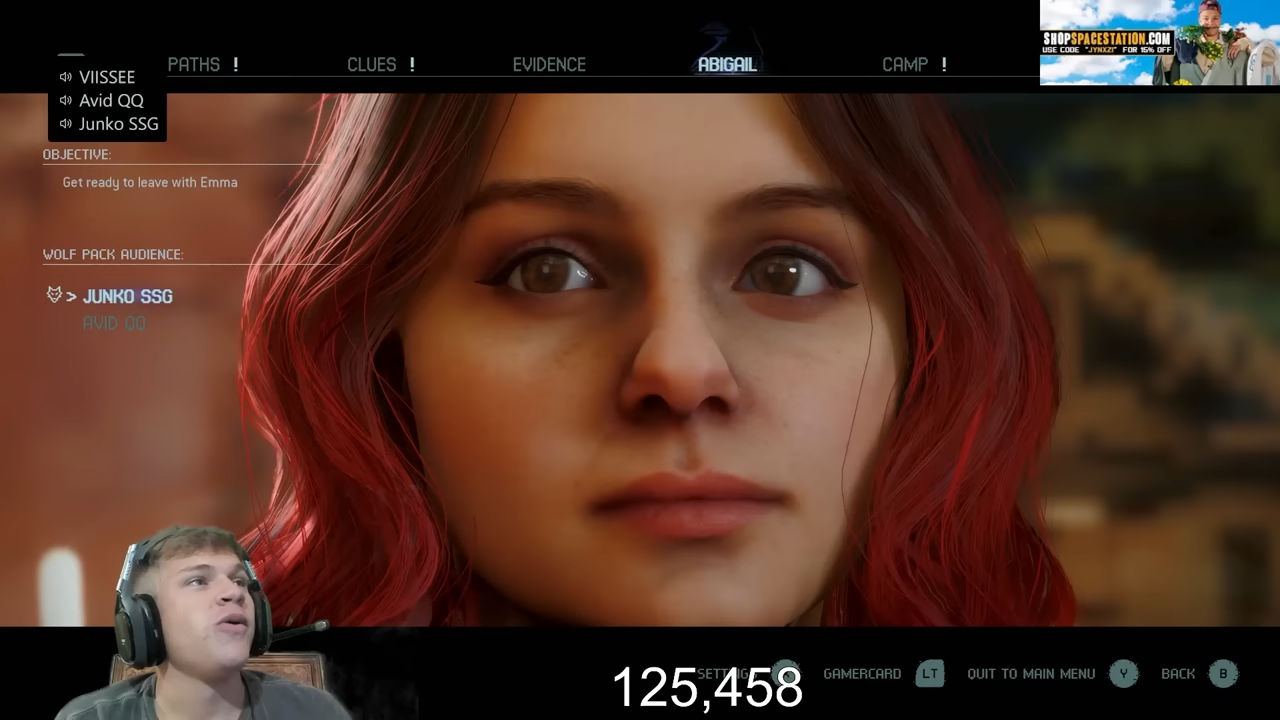 PATHS !
CLUES !
EVIDENCE
ABIGAIL
CAMP !
SHOPSPACESTATION.COM
USE CODE "JYNXZI" FOR 15% OFF
VIISSEE
Avid QQ
Junko SSG
OBJECTIVE:
Get ready to leave with Emma
WOLF PACK AUDIENCE:
> JUNKO SSG
AVID QQ
125,458
GAMERCARD LT
QUIT TO MAIN MENU Y
BACK B